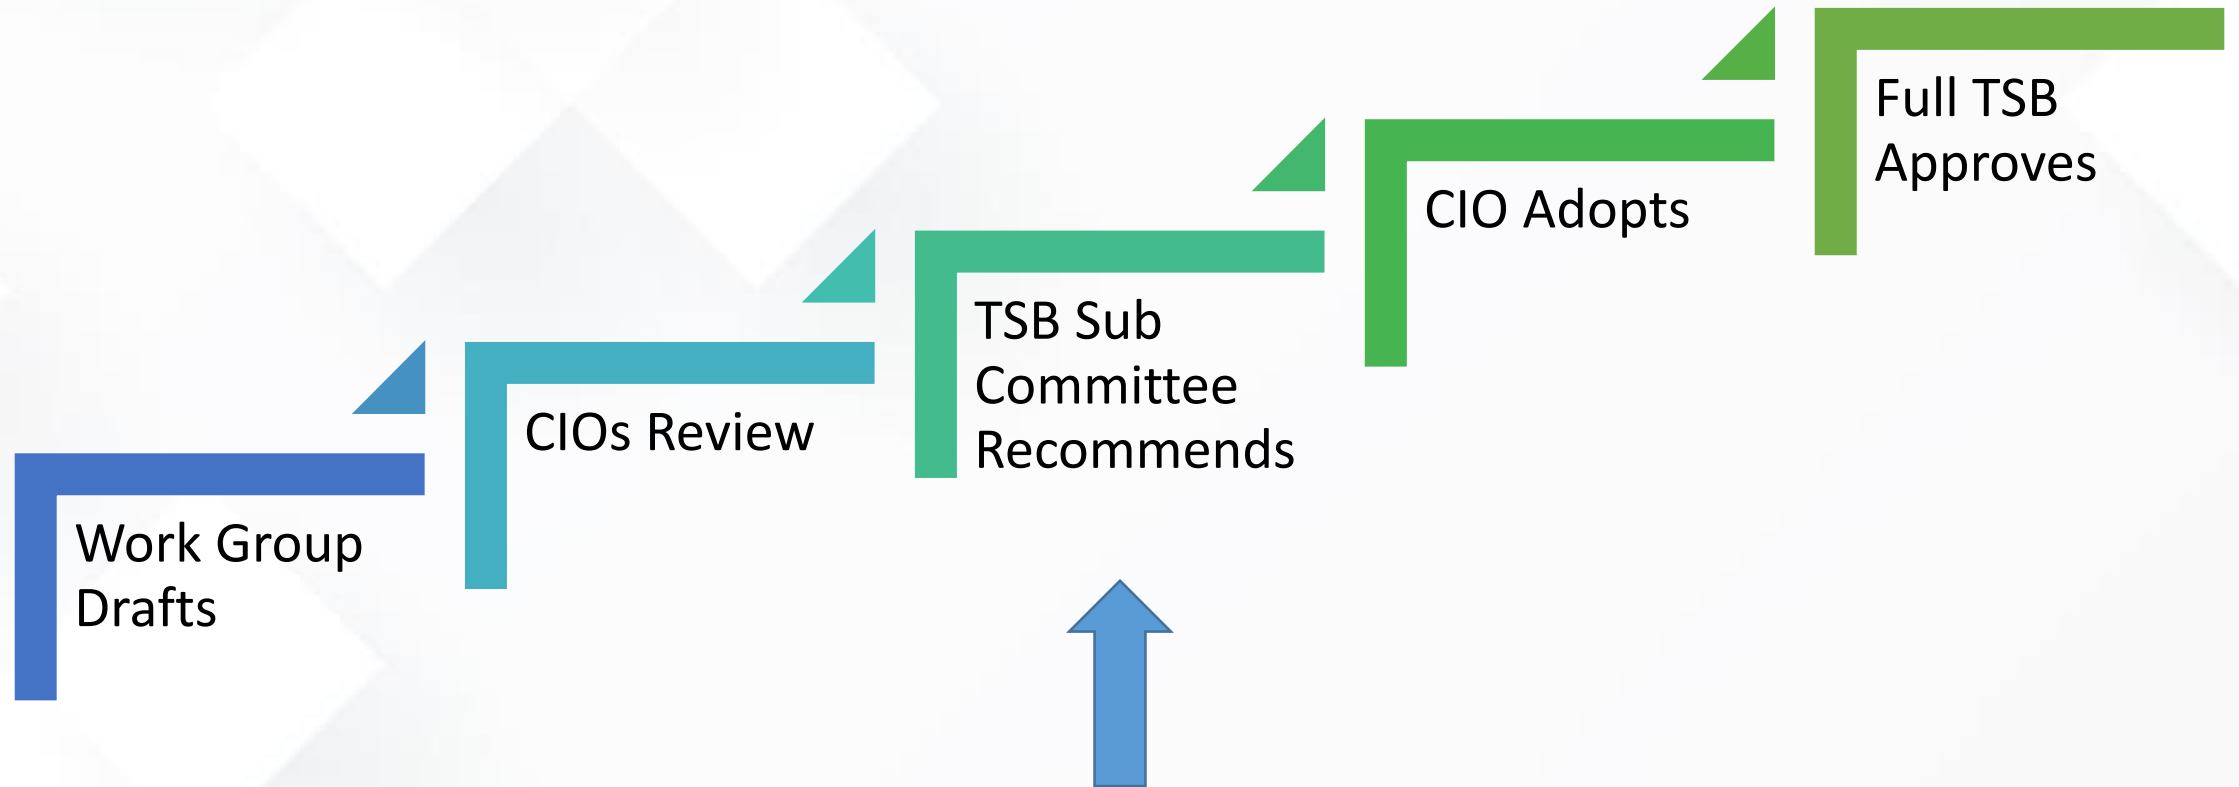 Work Group
Drafts
CIOs Review
TSB Sub
Committee
Recommends
CIO Adopts
Full TSB
Approves